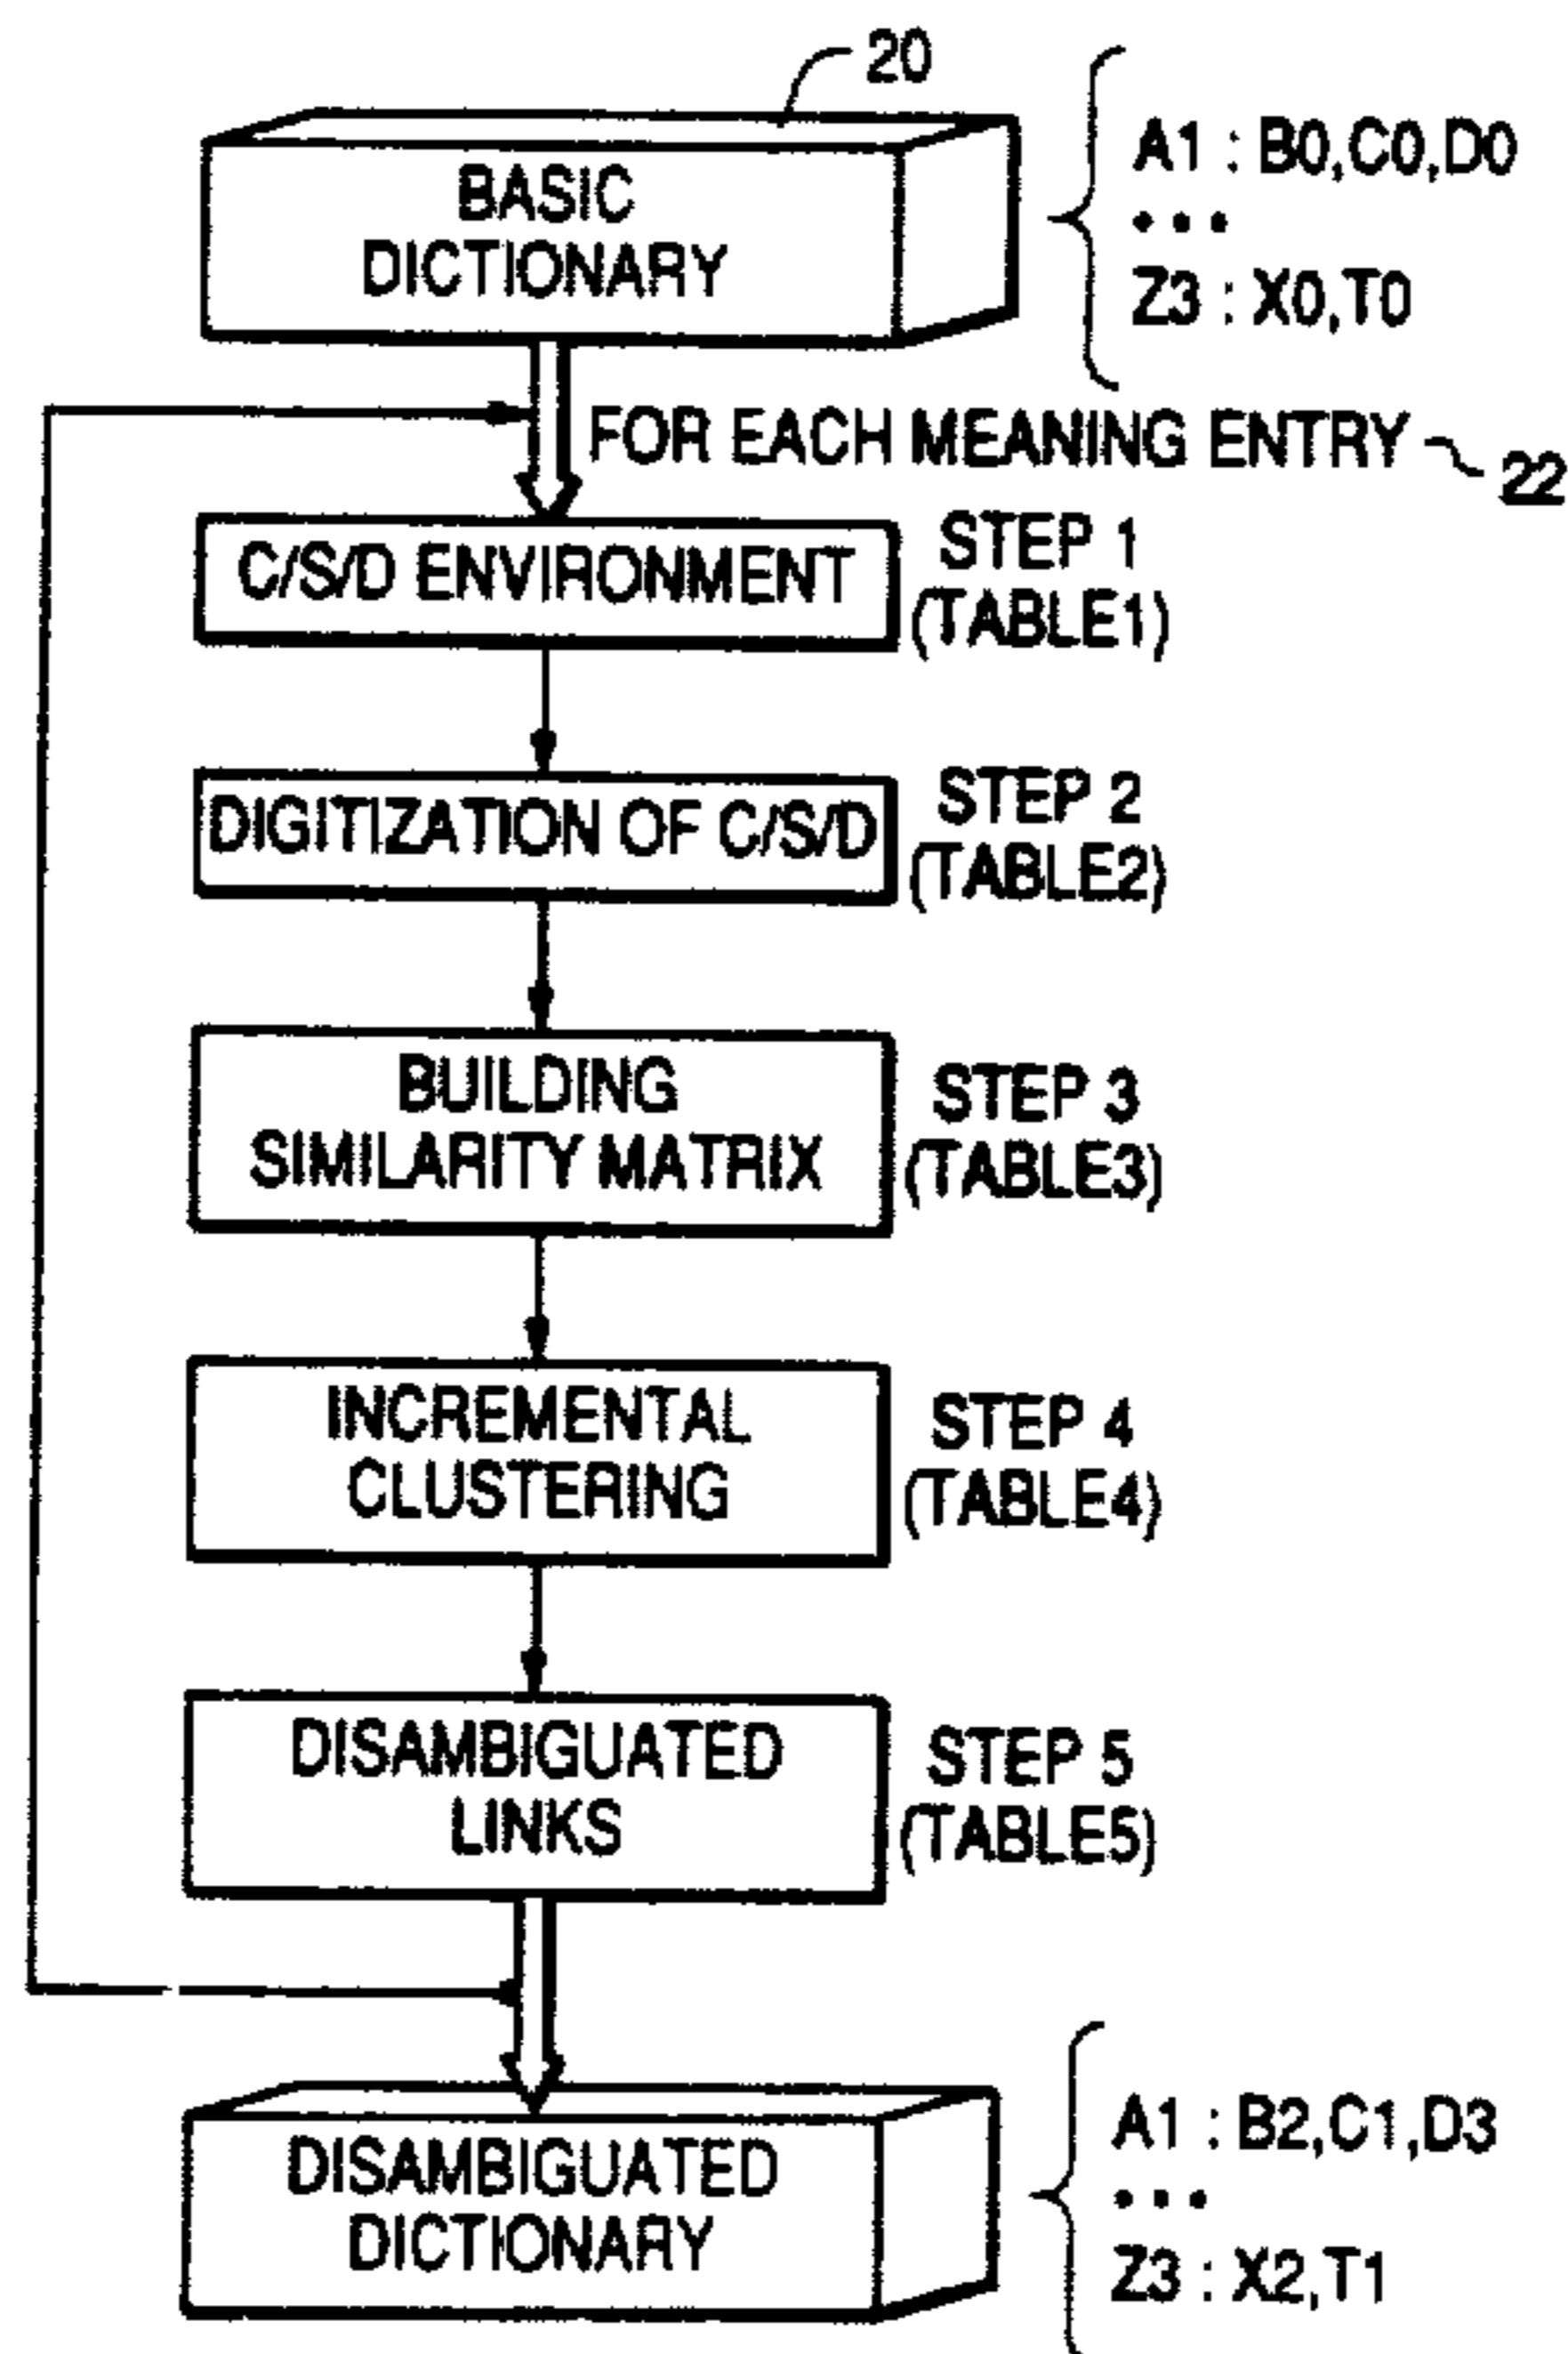 20
BASIC
DICTIONARY
A1 : B0,C0,D0
• • •
Z3 : X0,T0
FOR EACH MEANING ENTRY
22
C/S/D ENVIRONMENT
STEP 1
(TABLE1)
DIGITIZATION OF C/S/D
STEP 2
(TABLE2)
BUILDING
SIMILARITY MATRIX
STEP 3
(TABLE3)
INCREMENTAL
CLUSTERING
STEP 4
(TABLE4)
DISAMBIGUATED
LINKS
STEP 5
(TABLE5)
DISAMBIGUATED
DICTIONARY
A1 : B2,C1,D3
• • •
Z3 : X2,T1